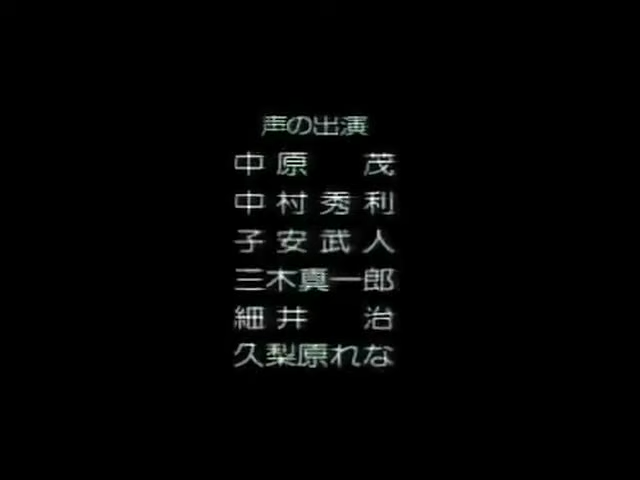 声の出演
中原 茂
中村秀利
子安武人
三木真一郎
細井 治
久梨原れな